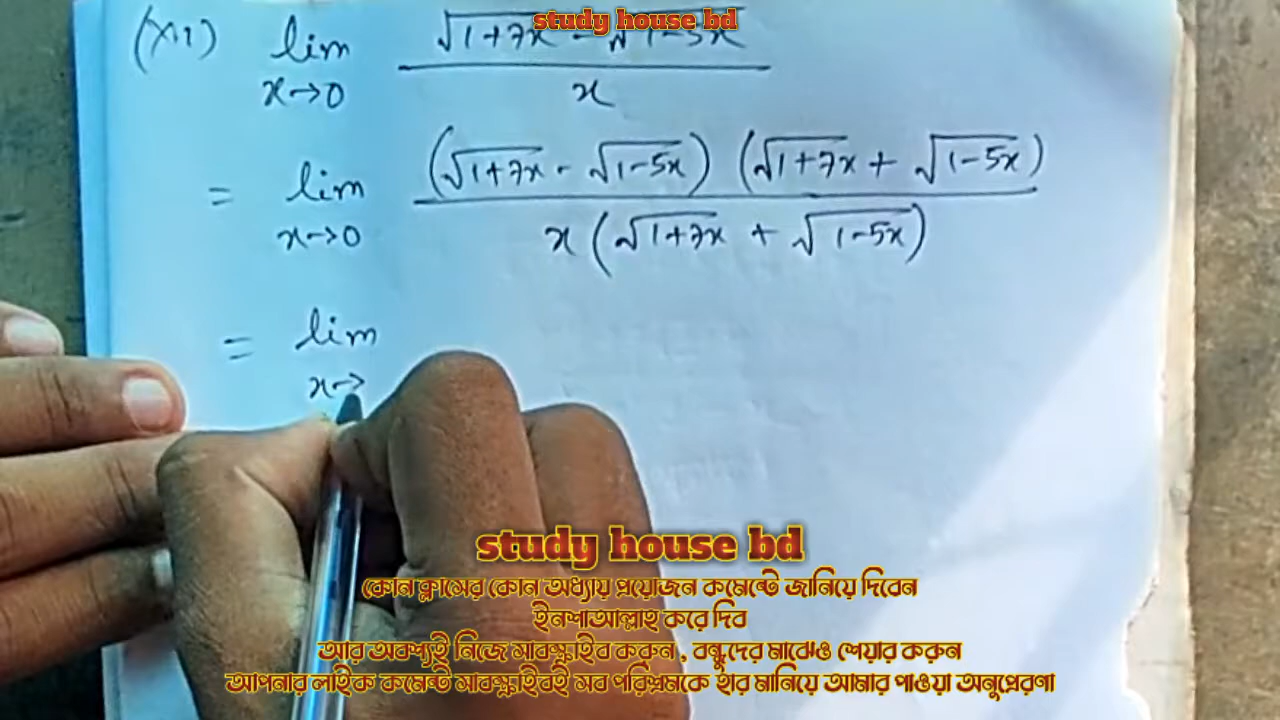 study house bd
(xii) lim √1+7x - √1-5x
x→0 x
= lim (√1+7x - √1-5x) (√1+7x + √1-5x)
x→0 x (√1+7x + √1-5x)
= lim
x→
study house bd
কোন ক্লাসের কোন অধ্যায় প্রয়োজন কমেন্টে জানিয়ে দিবেন
ইনশাআল্লাহ করে দিব
আর অবশ্যই নিজে সাবস্ক্রাইব করুন , বন্ধুদের মাঝেও শেয়ার করুন
আপনার লাইক কমেন্ট সাবস্ক্রাইবই সব পরিশ্রমকে হার মানিয়ে আমার পাওয়া অনুপ্রেরণা